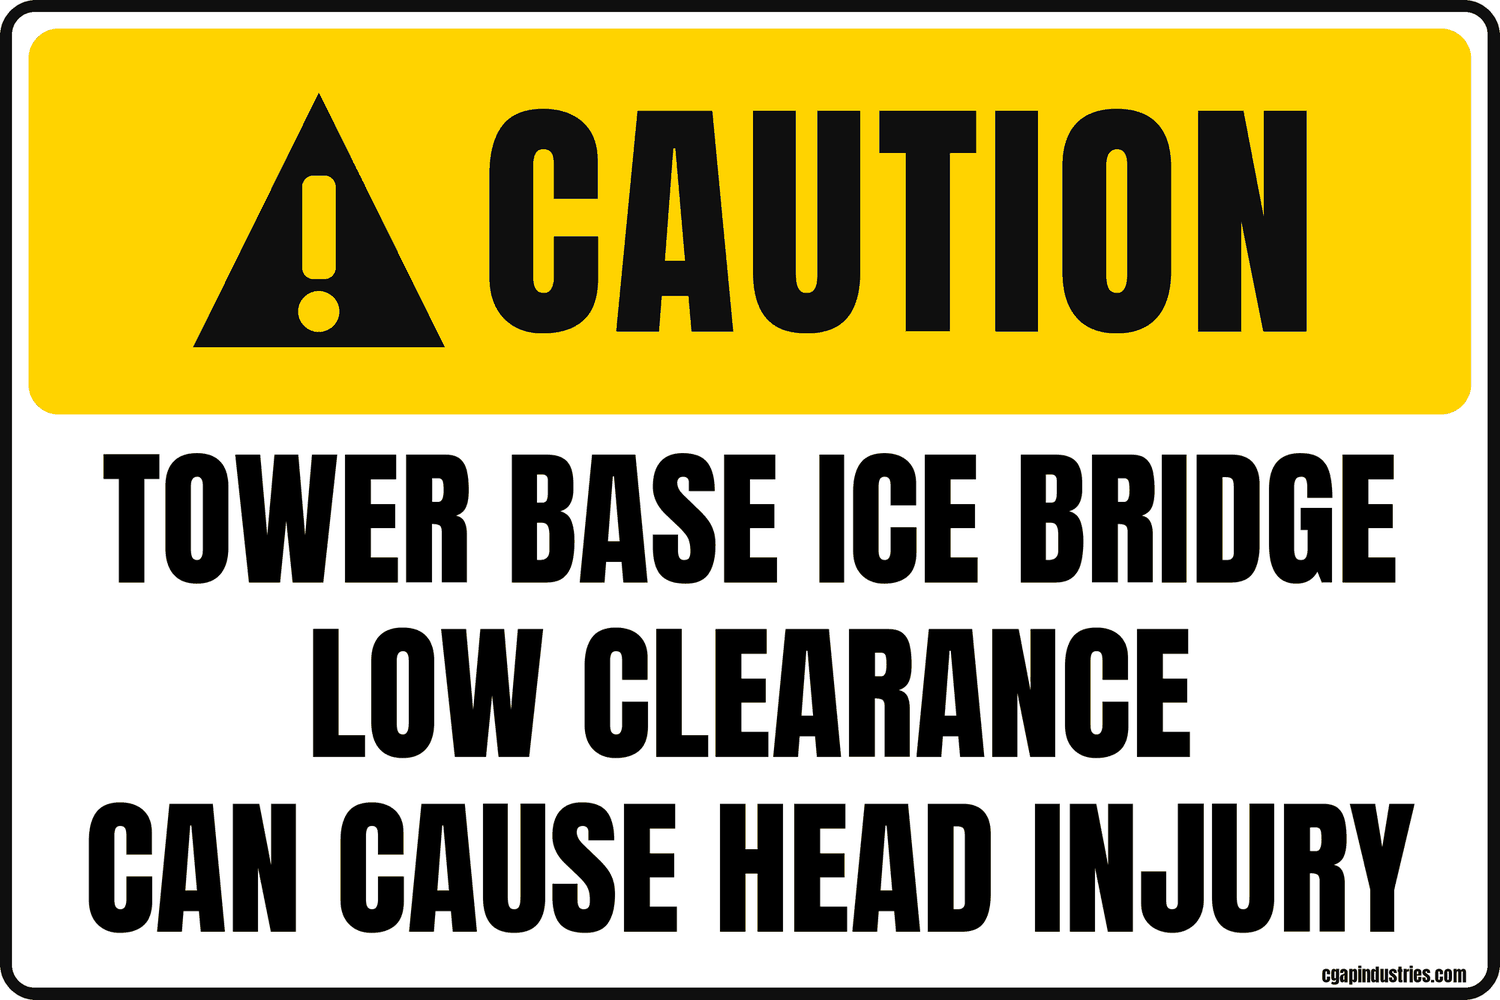 CAUTION
TOWER BASE ICE BRIDGE
LOW CLEARANCE
CAN CAUSE HEAD INJURY
cgapindustries.com